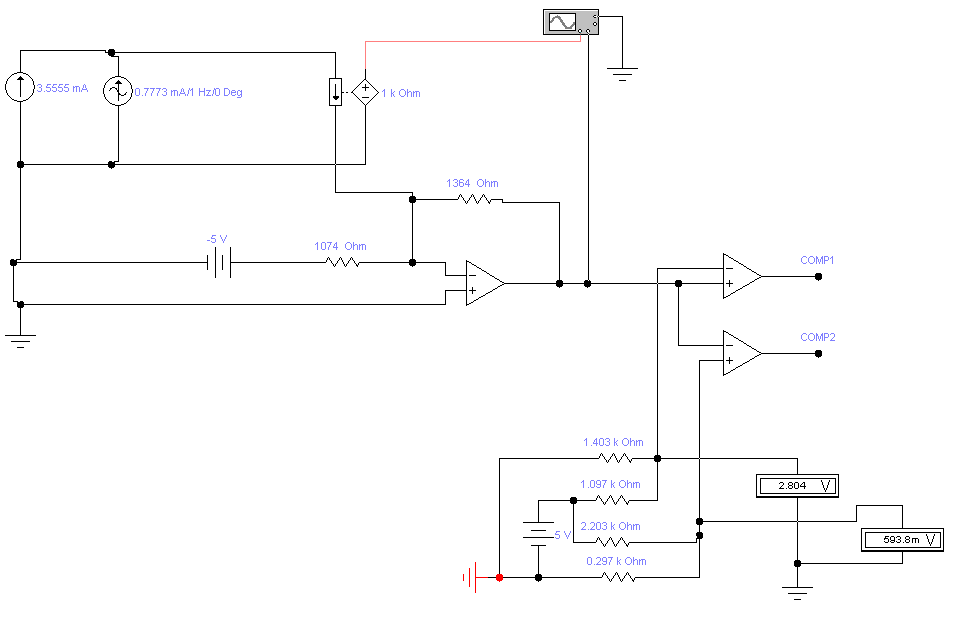 3.5555 mA
0.7773 mA/1 Hz/0 Deg
1 k Ohm
1364 Ohm
-5 V
1074 Ohm
COMP1
COMP2
1.403 k Ohm
1.097 k Ohm
2.804 V
2.203 k Ohm
5 V
593.8m V
0.297 k Ohm